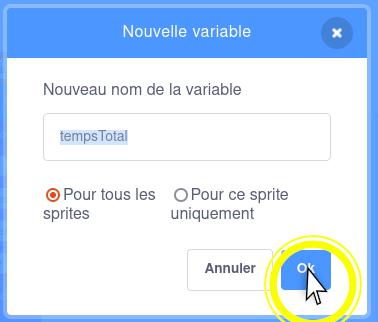 Nouvelle variable
Nouveau nom de la variable
tempsTotal
Pour tous les sprites
Pour ce sprite uniquement
Annuler
Ok